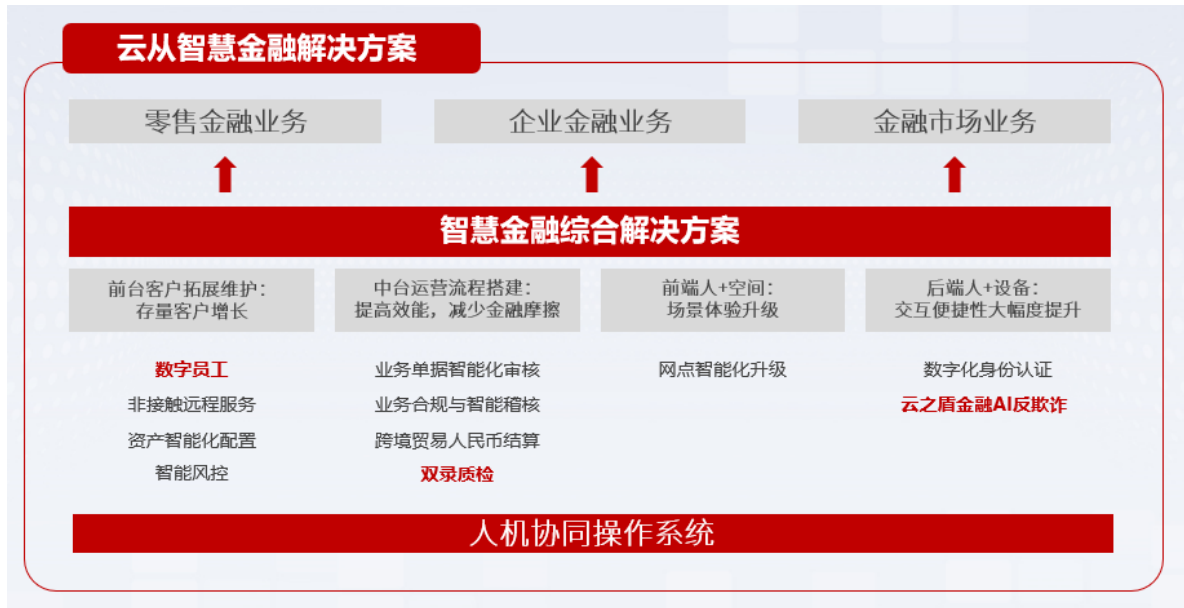 云从智慧金融解决方案
零售金融业务
企业金融业务
金融市场业务
智慧金融综合解决方案
前台客户拓展维护：
存量客户增长
中台运营流程搭建：
提高效能，减少金融摩擦
前端人+空间：
场景体验升级
后端人+设备：
交互便捷性大幅度提升
数字员工
非接触远程服务
资产智能化配置
智能风控
业务单据智能化审核
业务合规与智能稽核
跨境贸易人民币结算
双录质检
网点智能化升级
数字化身份认证
云之盾金融AI反欺诈
人机协同操作系统